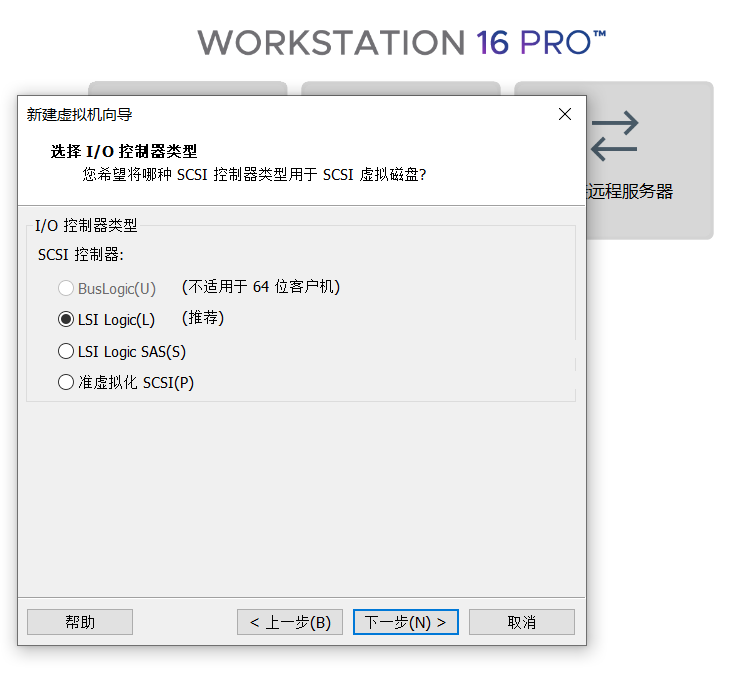 WORKSTATION 16 PRO™
新建虚拟机向导
选择 I/O 控制器类型
您希望将哪种 SCSI 控制器类型用于 SCSI 虚拟磁盘?
远程服务器
I/O 控制器类型
SCSI 控制器:
BusLogic(U) (不适用于 64 位客户机)
LSI Logic(L) (推荐)
LSI Logic SAS(S)
准虚拟化 SCSI(P)
帮助 < 上一步(B) 下一步(N) > 取消